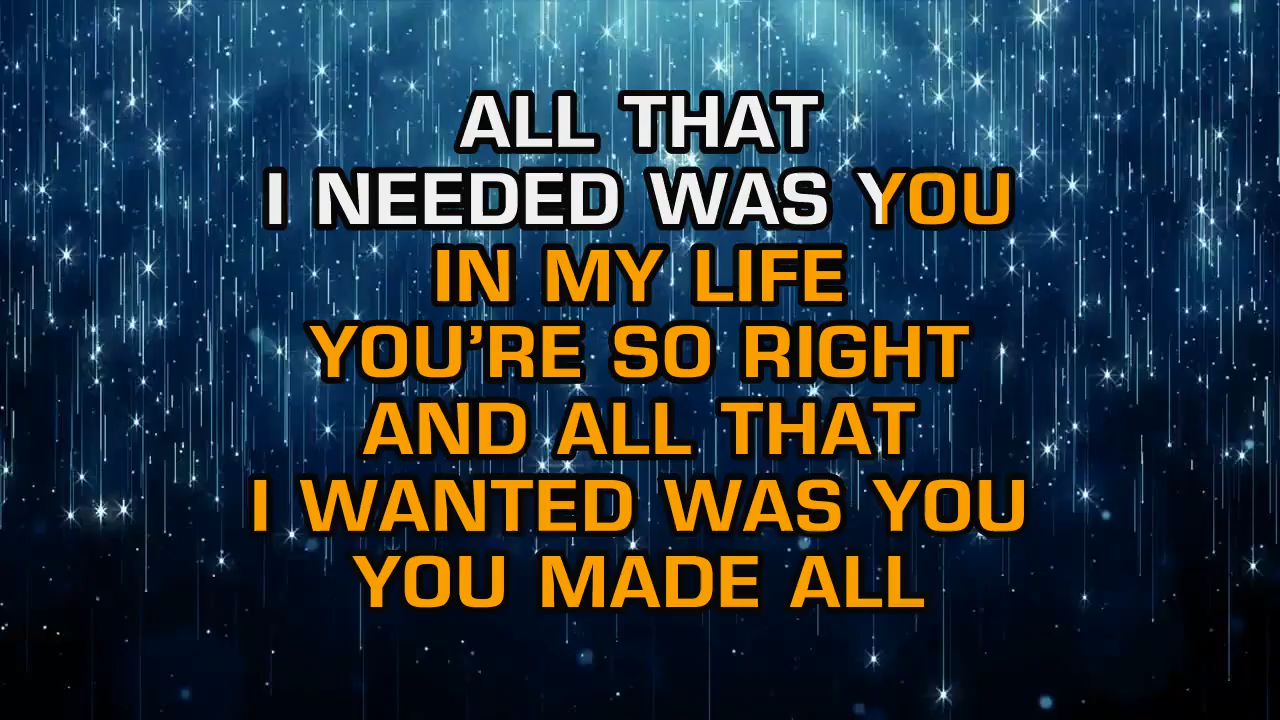 ALL THAT
I NEEDED WAS YOU
IN MY LIFE
YOU’RE SO RIGHT
AND ALL THAT
I WANTED WAS YOU
YOU MADE ALL